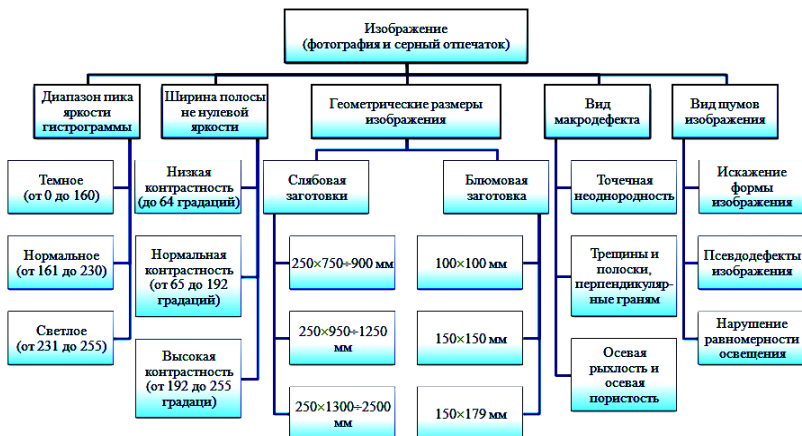 Изображение
(фотография и серный отпечаток)
Диапазон пика
яркости
гистрограммы
Ширина полосы
не нулевой
яркости
Геометрические размеры
изображения
Вид
макродефекта
Вид шумов
изображения
Темное
(от 0 до 160)
Нормальное
(от 161 до 230)
Светлое
(от 231 до 255)
Низкая
контрастность
(до 64 градаций)
Нормальная
контрастность
(от 65 до 192
градаций)
Высокая
контрастность
(от 192 до 255
градаци)
Слябовая
заготовки
250×750÷900 мм
250×950÷1250
мм
250×1300÷2500
мм
Блюмовая
заготовка
100×100 мм
150×150 мм
150×179 мм
Точечная
неоднородность
Трещины и
полоски,
перпендикуляр-
ные граням
Осевая
рыхлость и
осевая
пористость
Искажение
формы
изображения
Псевдодефекты
изображения
Нарушение
равномерности
освещения